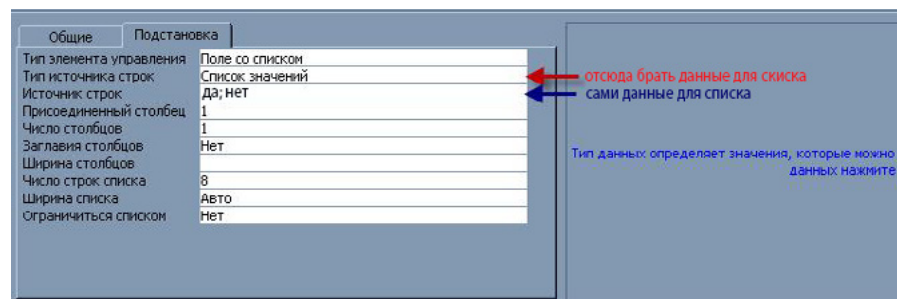 Общие Подстановка
Тип элемента управления Поле со списком
Тип источника строк Список значений
Источник строк да; нет
Присоединенный столбец 1
Число столбцов 1
Заглавия столбцов Нет
Ширина столбцов
Число строк списка 8
Ширина списка Авто
Ограничиться списком Нет
отсюда брать данные для скиска
сами данные для списка
Тип данных определяет значения, которые можно
данных нажмите